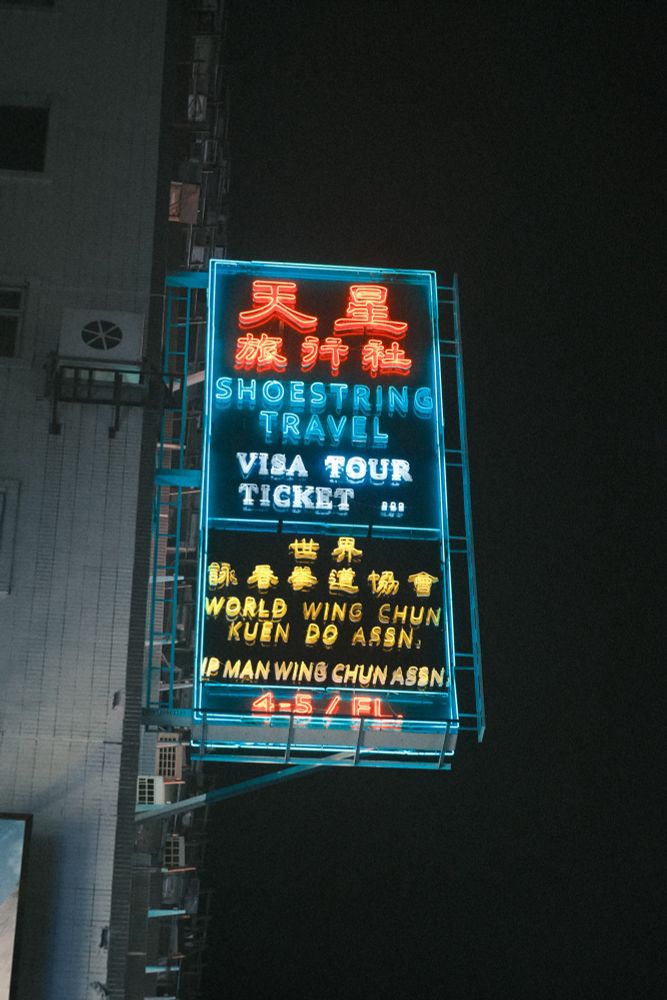 天星
旅行社
SHOESTRING
TRAVEL
VISA TOUR
TICKET ...
世界
詠春拳道協會
WORLD WING CHUN
KUEN DO ASSN.
IP MAN WING CHUN ASSN
4-5 / FL.